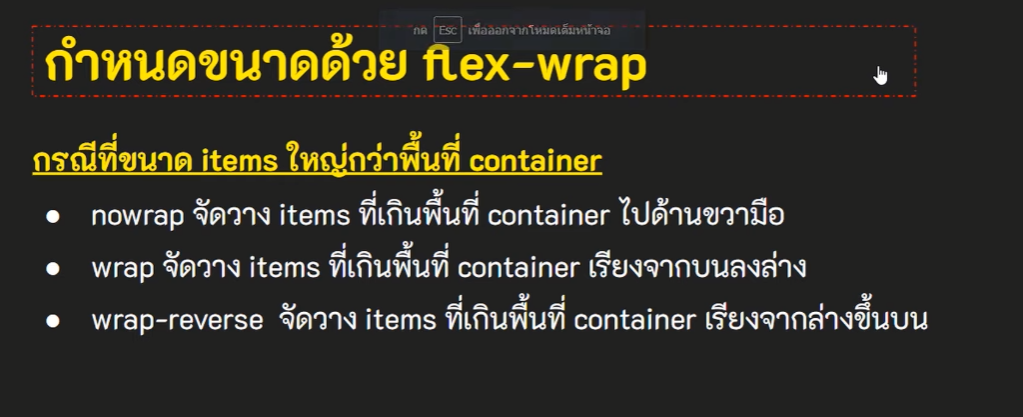 กด Esc เพื่อออกจากโหมดเต็มหน้าจอ
กำหนดขนาดด้วย flex-wrap
กรณีที่ขนาด items ใหญ่กว่าพื้นที่ container
● nowrap จัดวาง items ที่เกินพื้นที่ container ไปด้านขวามือ
● wrap จัดวาง items ที่เกินพื้นที่ container เรียงจากบนลงล่าง
● wrap-reverse จัดวาง items ที่เกินพื้นที่ container เรียงจากล่างขึ้นบน